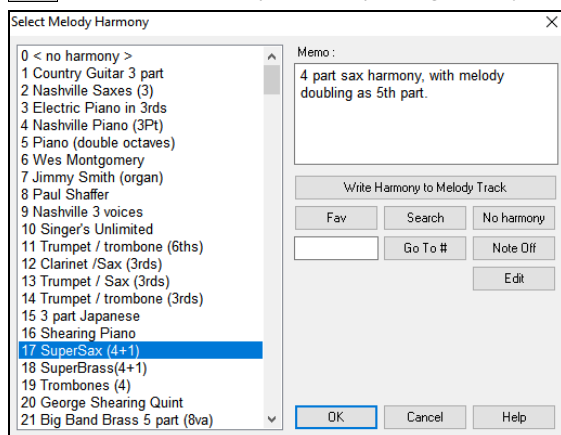 Select Melody Harmony
0 < no harmony >
1 Country Guitar 3 part
2 Nashville Saxes (3)
3 Electric Piano in 3rds
4 Nashville Piano (3Pt)
5 Piano (double octaves)
6 Wes Montgomery
7 Jimmy Smith (organ)
8 Paul Shaffer
9 Nashville 3 voices
10 Singer's Unlimited
11 Trumpet / trombone (6ths)
12 Clarinet /Sax (3rds)
13 Trumpet / Sax (3rds)
14 Trumpet / trombone (3rds)
15 3 part Japanese
16 Shearing Piano
17 SuperSax (4+1)
18 SuperBrass(4+1)
19 Trombones (4)
20 George Shearing Quint
21 Big Band Brass 5 part (8va)
Memo :
4 part sax harmony, with melody
doubling as 5th part.
Write Harmony to Melody Track
Fav Search No harmony
Go To # Note Off
Edit
OK Cancel Help